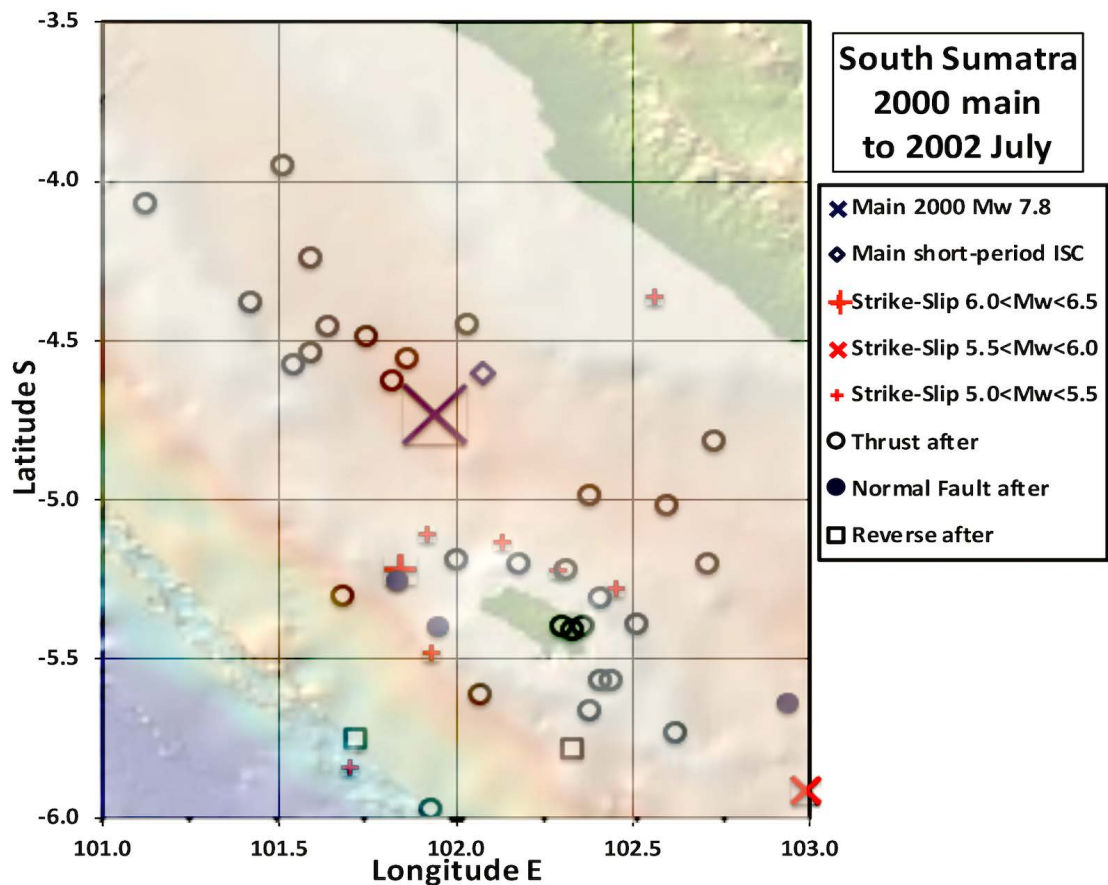 South Sumatra
2000 main
to 2002 July
-3.5
-4.0
-4.5
-5.0
-5.5
-6.0
Latitude S
101.0 101.5 102.0 102.5 103.0
Longitude E
Main 2000 Mw 7.8
Main short-period ISC
Strike-Slip 6.0<Mw<6.5
Strike-Slip 5.5<Mw<6.0
Strike-Slip 5.0<Mw<5.5
Thrust after
Normal Fault after
Reverse after